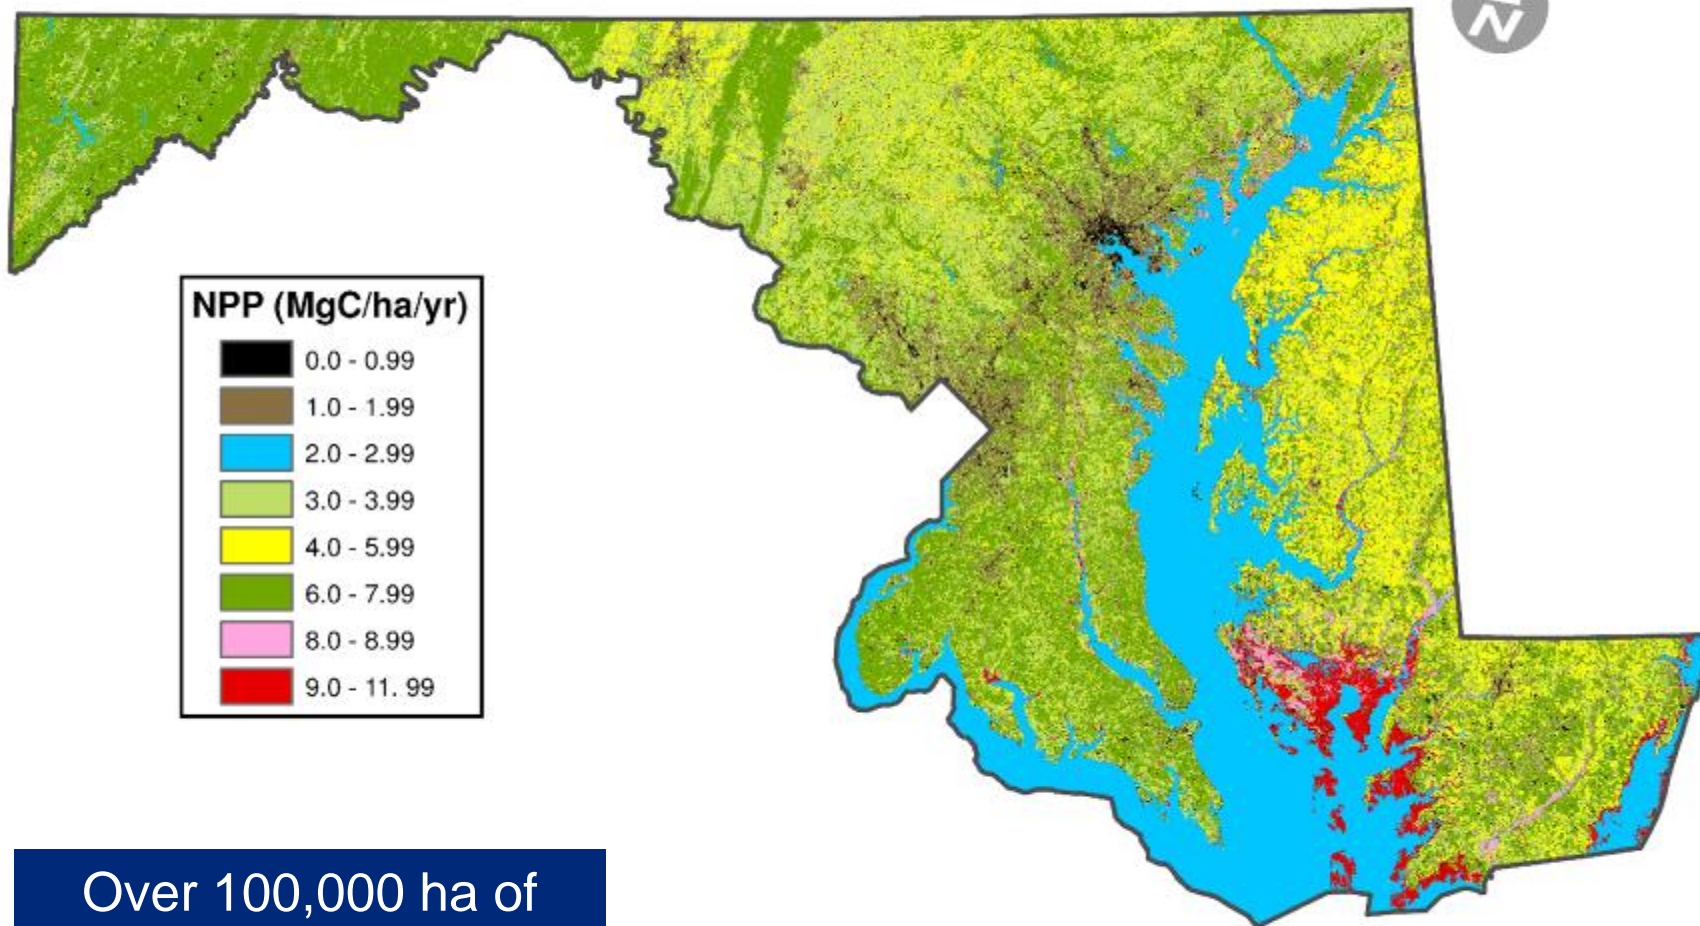 N
NPP (MgC/ha/yr)
0.0 - 0.99
1.0 - 1.99
2.0 - 2.99
3.0 - 3.99
4.0 - 5.99
6.0 - 7.99
8.0 - 8.99
9.0 - 11. 99
Over 100,000 ha of